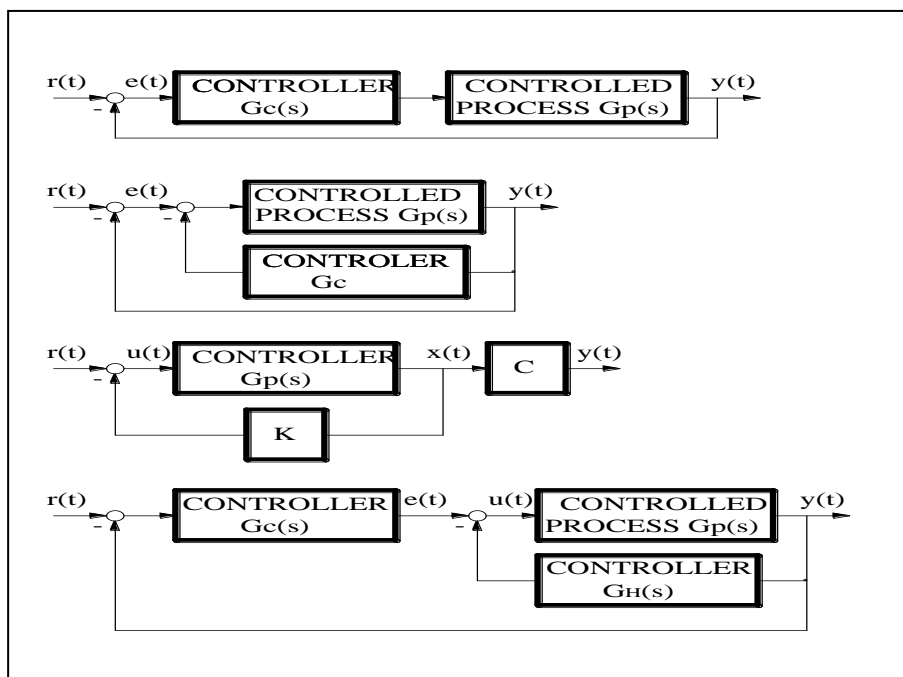 r(t) e(t) CONTROLLER CONTROLLED y(t)
Gc(s) PROCESS Gp(s)
-
r(t) e(t) CONTROLLED y(t)
PROCESS Gp(s)
- -
CONTROLER
Gc
r(t) u(t) CONTROLLER x(t) y(t)
Gp(s) C
-
K
r(t) CONTROLLER e(t) u(t) CONTROLLED y(t)
Gc(s) PROCESS Gp(s)
- -
CONTROLLER
GH(s)